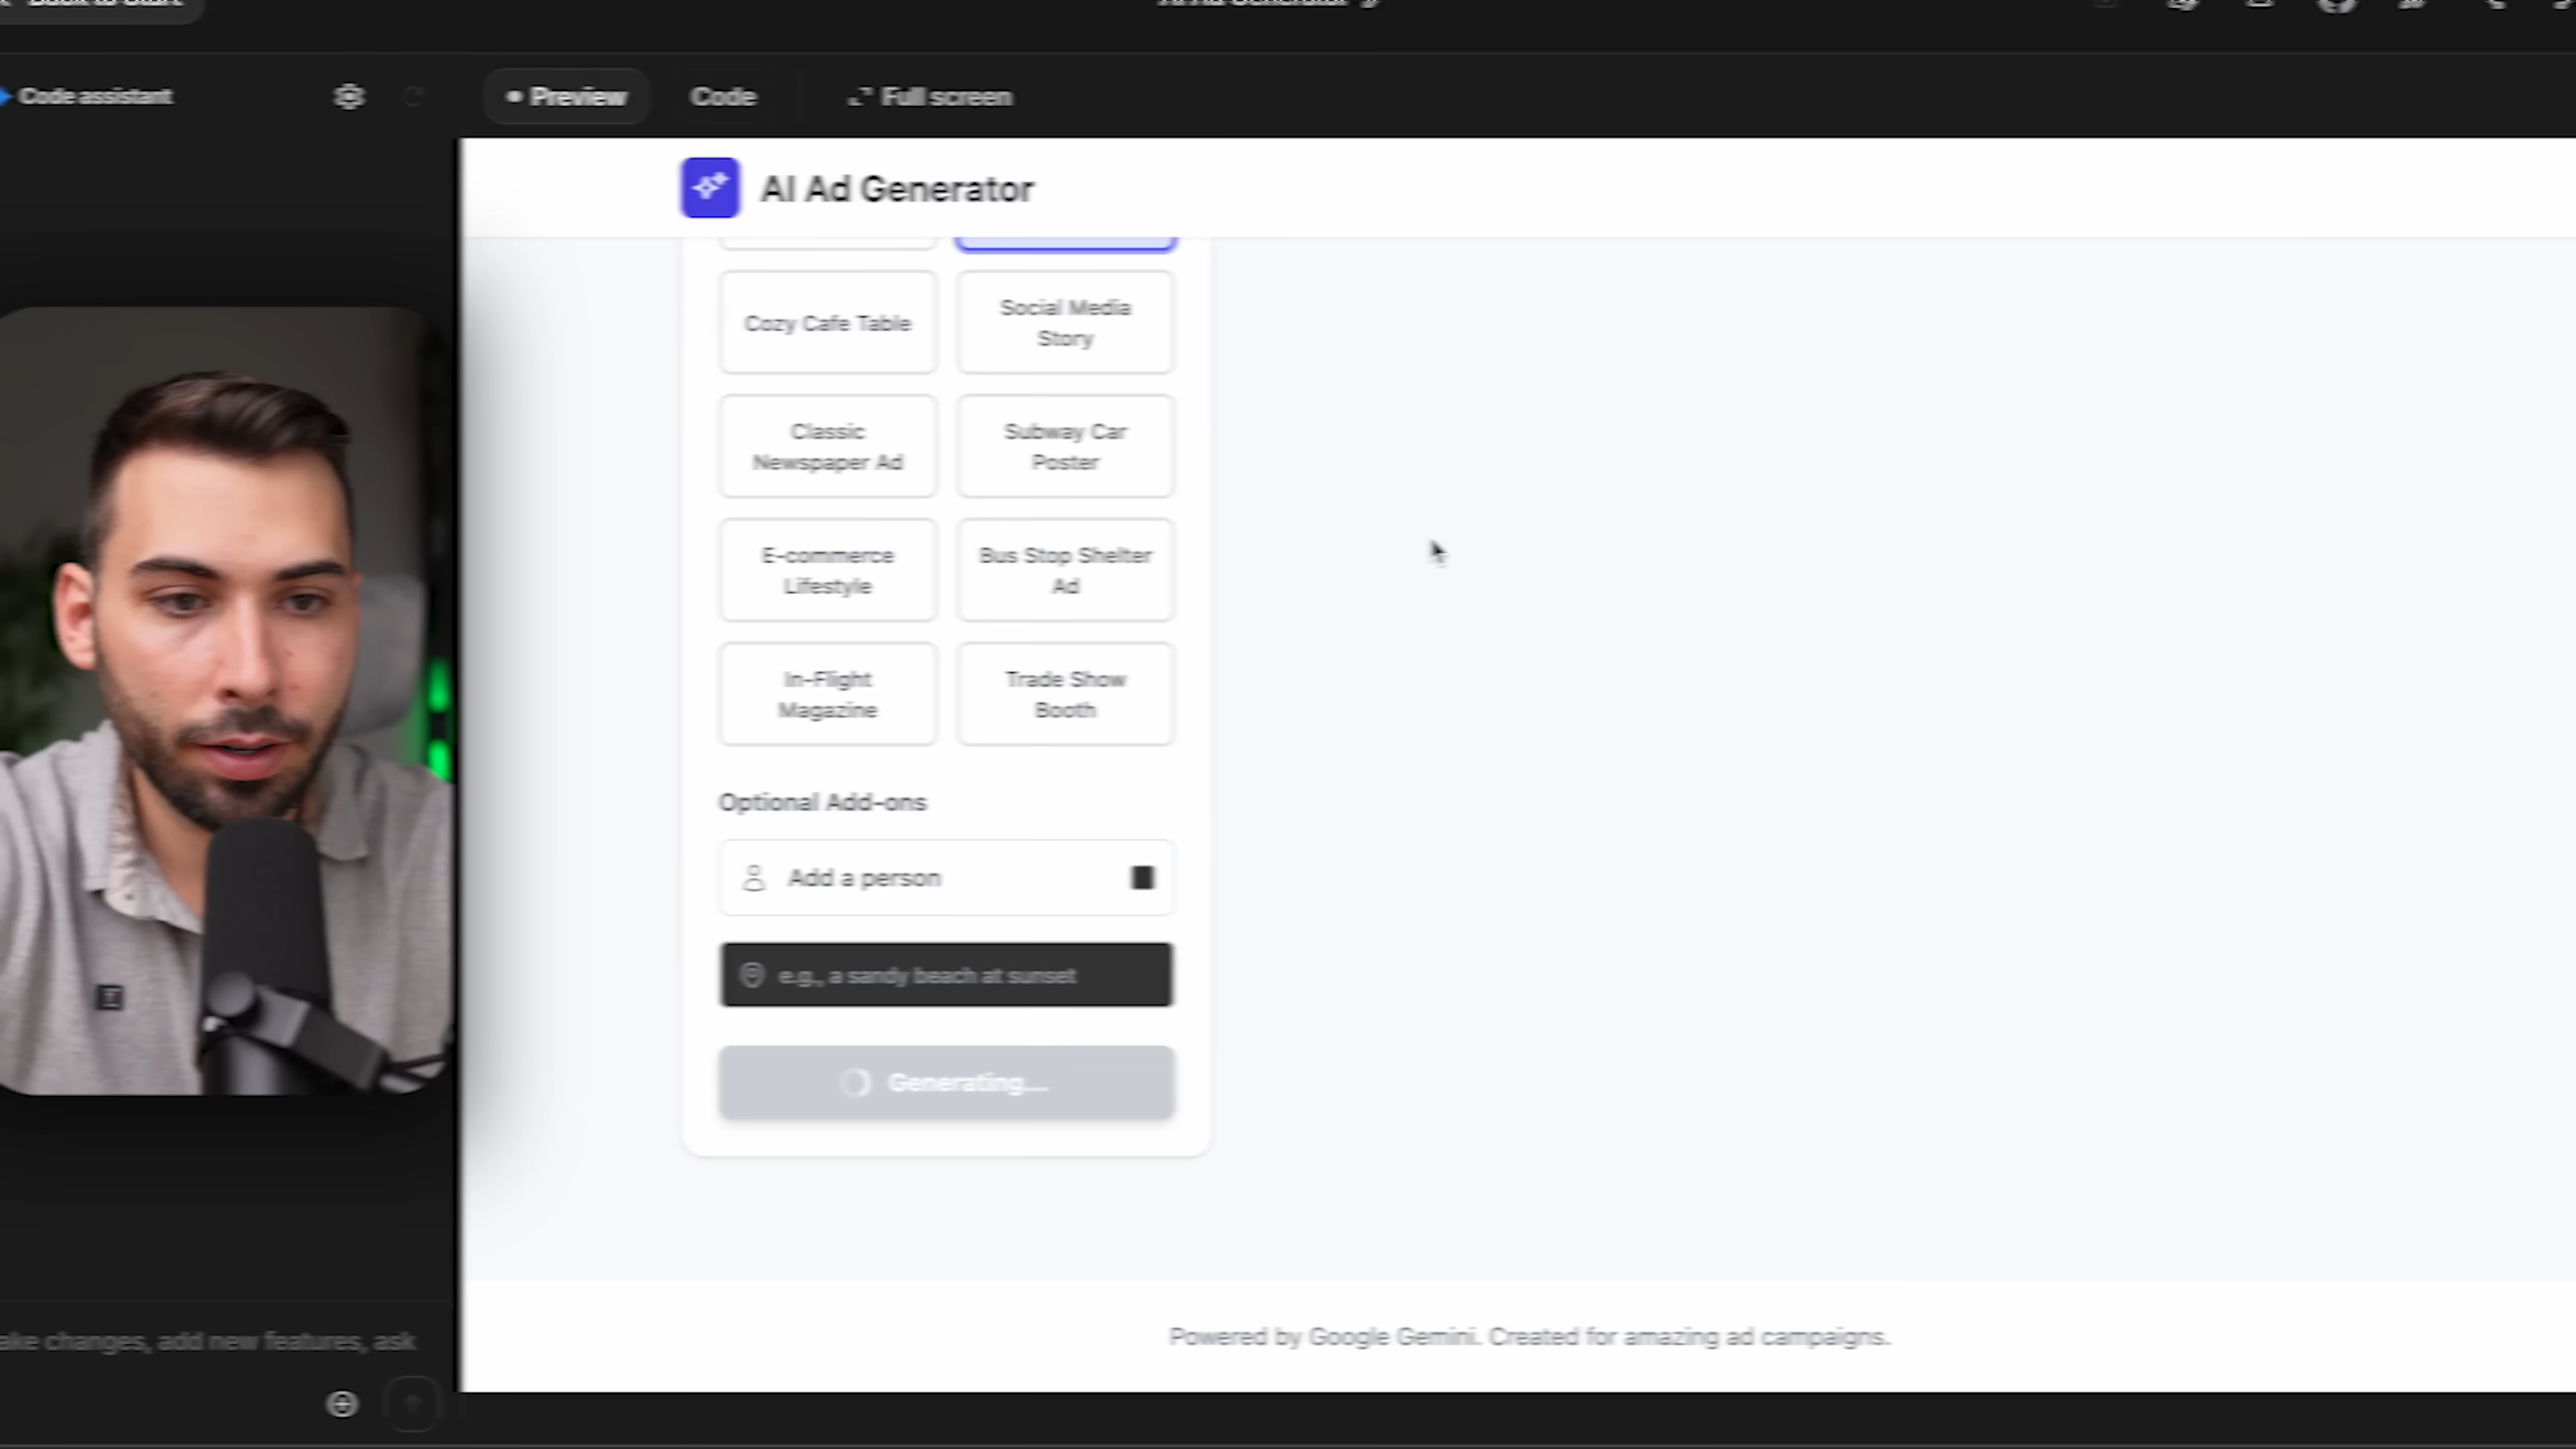 Code assistant
Preview
Code
Full screen
AI Ad Generator
Cozy Cafe Table
Social Media
Story
Classic
Newspaper Ad
Subway Car
Poster
E-commerce
Lifestyle
Bus Stop Shelter
Ad
In-Flight
Magazine
Trade Show
Booth
Optional Add-ons
Add a person
e.g., a sandy beach at sunset
Generating...
ake changes, add new features, ask
Powered by Google Gemini. Created for amazing ad campaigns.